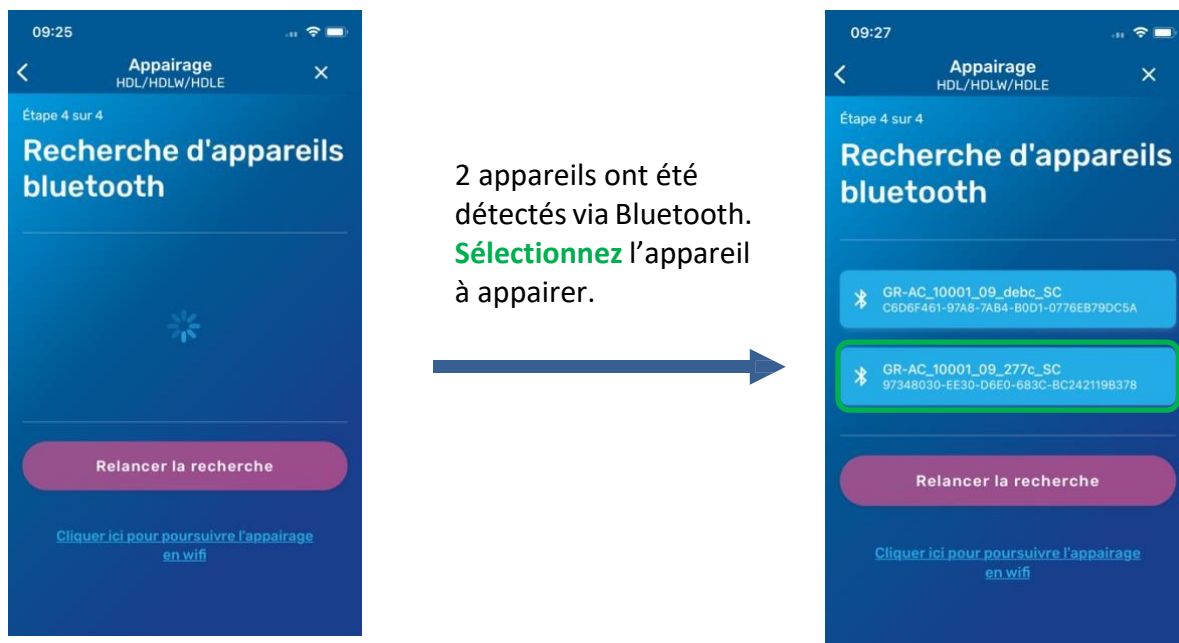 09:25
Appairage
HDL/HDLW/HDLE
Étape 4 sur 4
Recherche d'appareils
bluetooth
Relancer la recherche
Cliquer ici pour poursuivre l'appairage
en wifi
2 appareils ont été
détectés via Bluetooth.
Sélectionnez l’appareil
à appairer.
09:27
Appairage
HDL/HDLW/HDLE
Étape 4 sur 4
Recherche d'appareils
bluetooth
GR-AC_10001_09_debc_SC
C6D6F461-97A8-7AB4-B0D1-0776EB79DC5A
GR-AC_10001_09_277c_SC
97348030-EE30-D6E0-683C-BC242119B378
Relancer la recherche
Cliquer ici pour poursuivre l'appairage
en wifi